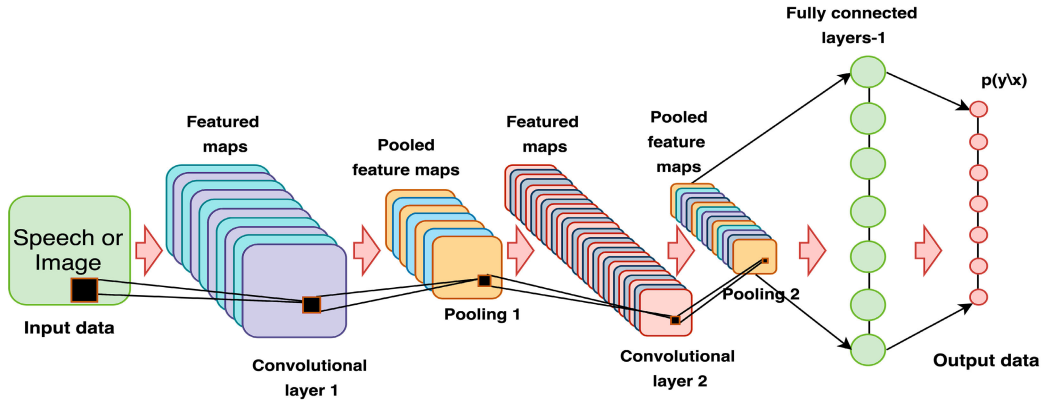 Speech or
Image
Input data
Featured
maps
Convolutional
layer 1
Pooled
feature maps
Pooling 1
Featured
maps
Convolutional
layer 2
Pooled
feature
maps
Pooling 2
Fully connected
layers-1
p(y\x)
Output data